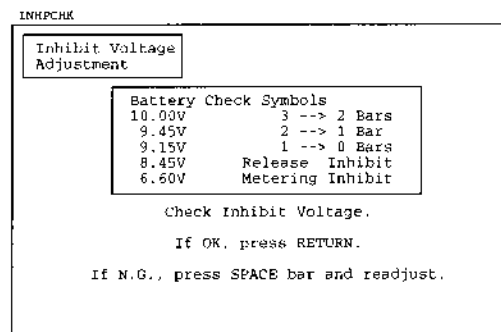 INHPCHK
Inhibit Voltage
Adjustment
Battery Check Symbols
10.00V 3 --> 2 Bars
9.45V 2 --> 1 Bar
9.15V 1 --> 0 Bars
8.45V Release Inhibit
6.60V Metering Inhibit
Check Inhibit Voltage.
If OK, press RETURN.
If N.G., press SPACE bar and readjust.